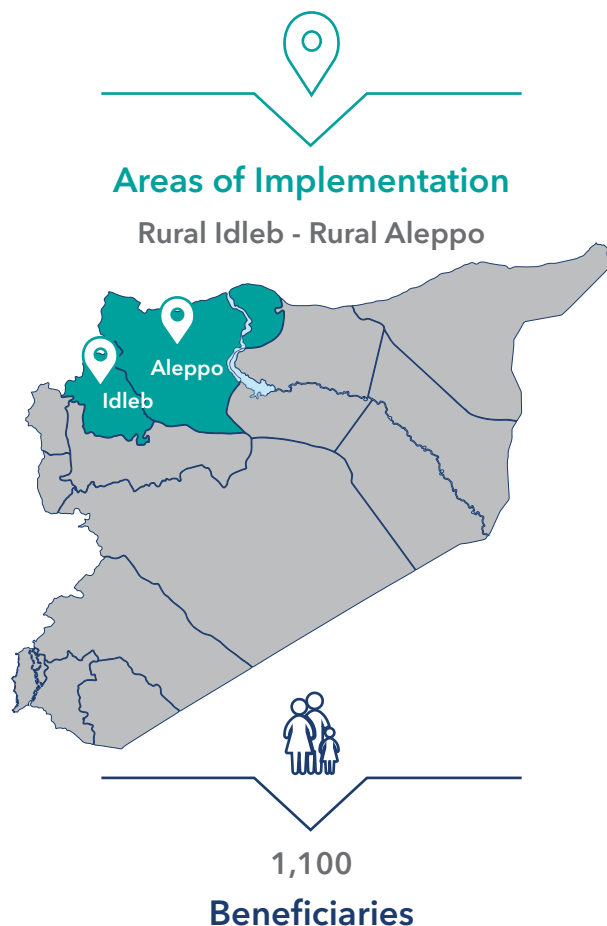 Areas of Implementation
Rural Idleb - Rural Aleppo
Aleppo
Idleb
1,100
Beneficiaries